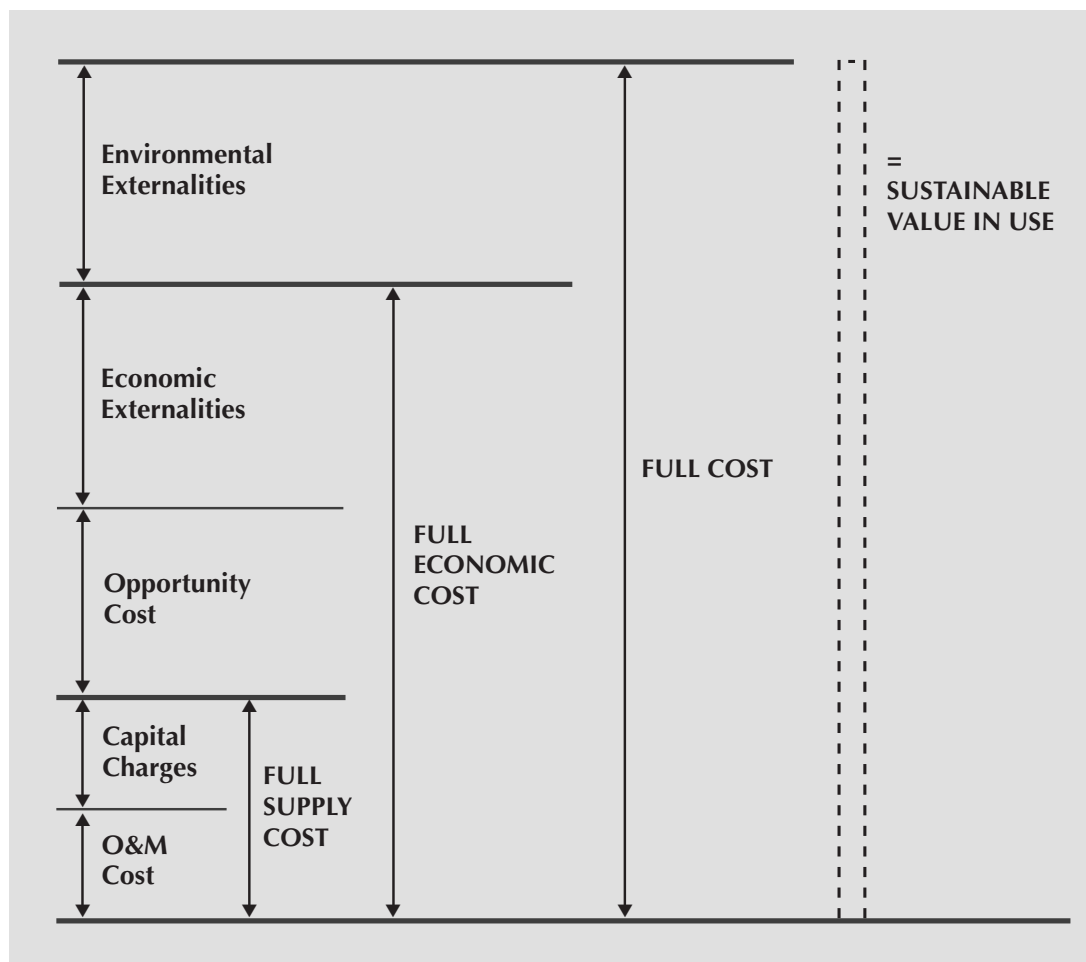 Environmental
Externalities
=
SUSTAINABLE
VALUE IN USE
Economic
Externalities
FULL COST
FULL
ECONOMIC
COST
Opportunity
Cost
Capital
Charges
FULL
SUPPLY
COST
O&M
Cost